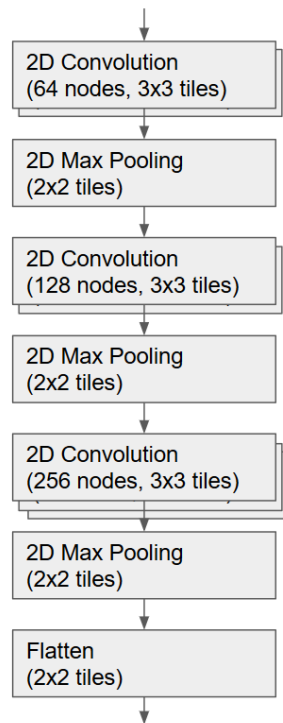 2D Convolution
(64 nodes, 3x3 tiles)
2D Max Pooling
(2x2 tiles)
2D Convolution
(128 nodes, 3x3 tiles)
2D Max Pooling
(2x2 tiles)
2D Convolution
(256 nodes, 3x3 tiles)
2D Max Pooling
(2x2 tiles)
Flatten
(2x2 tiles)